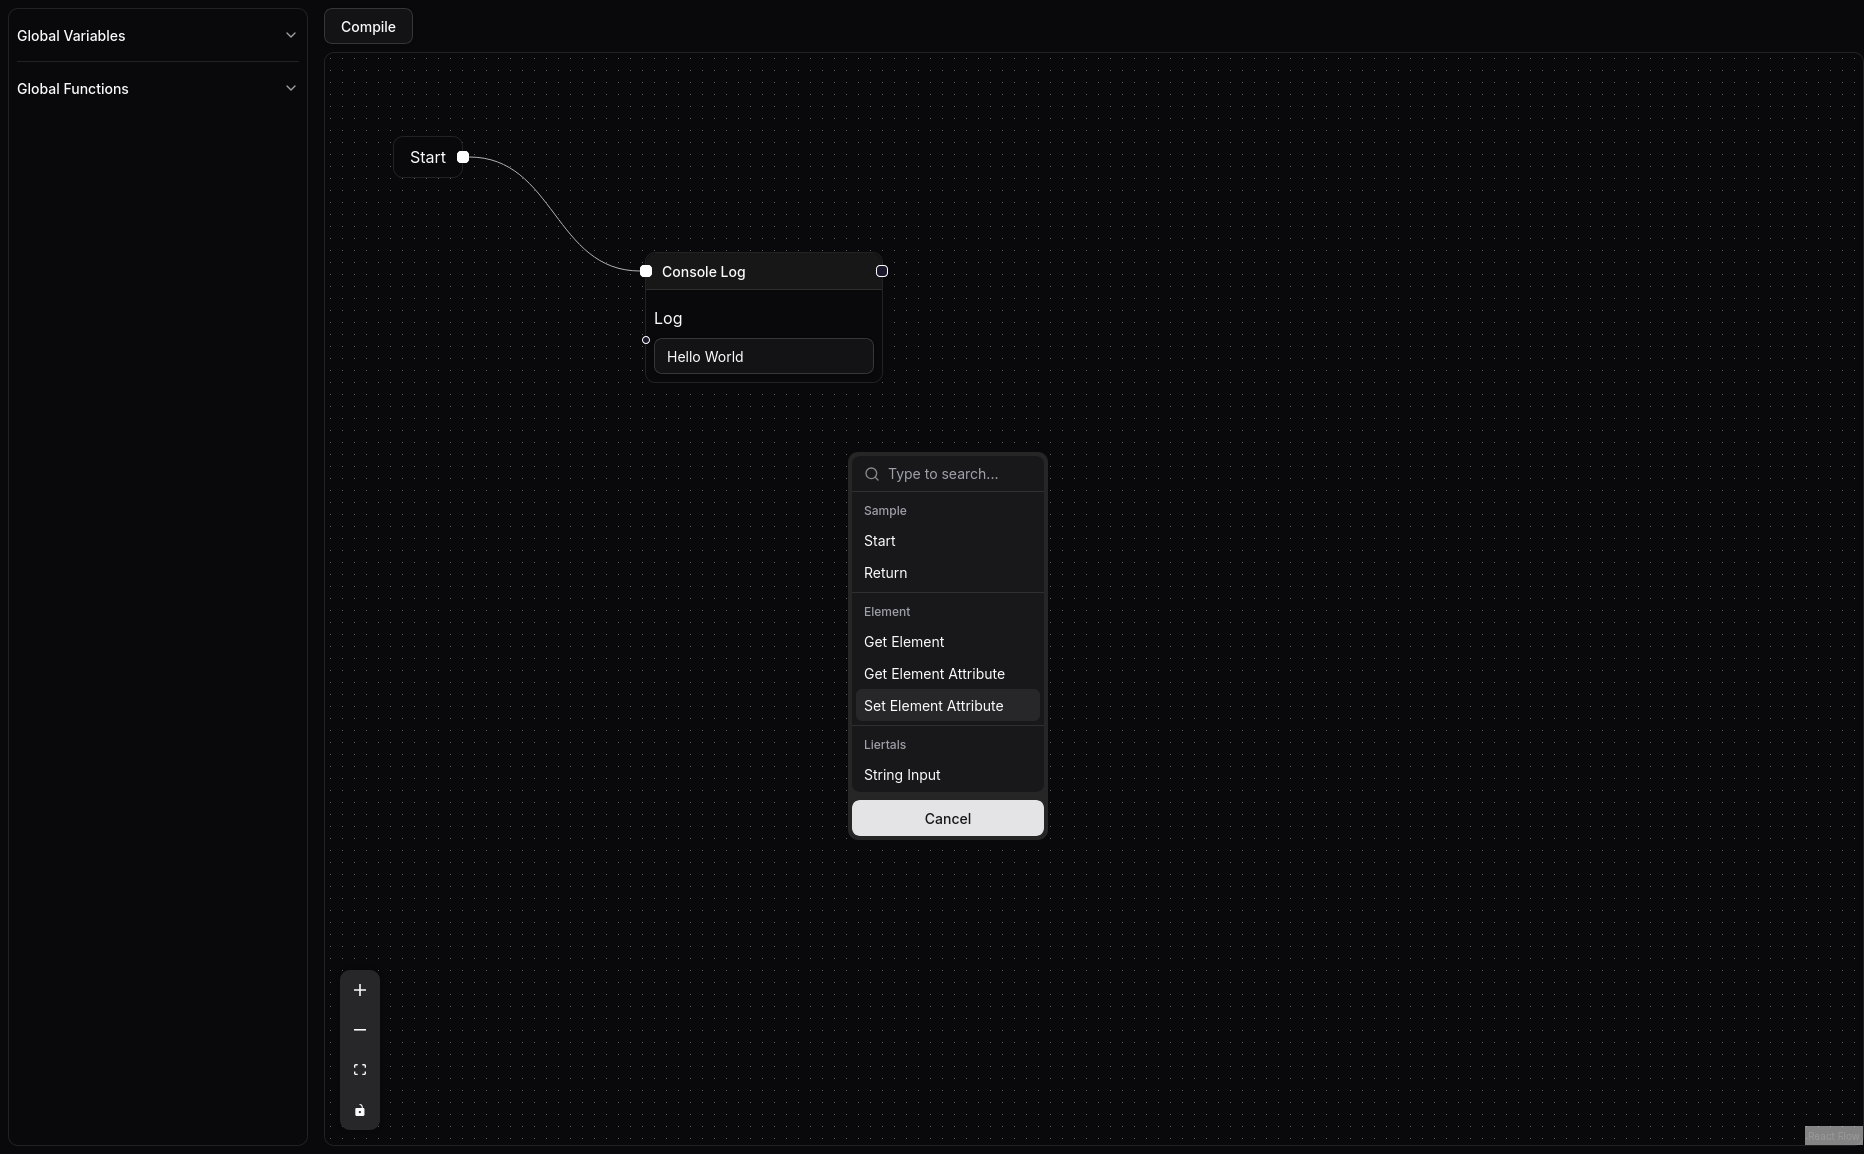 Global Variables
Global Functions
Compile
Start
Console Log
Log
Hello World
Type to search...
Sample
Start
Return
Element
Get Element
Get Element Attribute
Set Element Attribute
Liertals
String Input
Cancel
React Flow